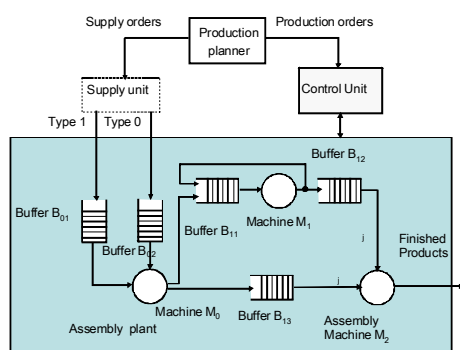 Supply orders
Production orders
Production
planner
Supply unit
Control Unit
Type 1
Type 0
Buffer B12
Buffer B01
Buffer B11
Machine M1
Buffer B02
j
Finished
Products
j
Machine M0
Buffer B13
Assembly
Machine M2
Assembly plant